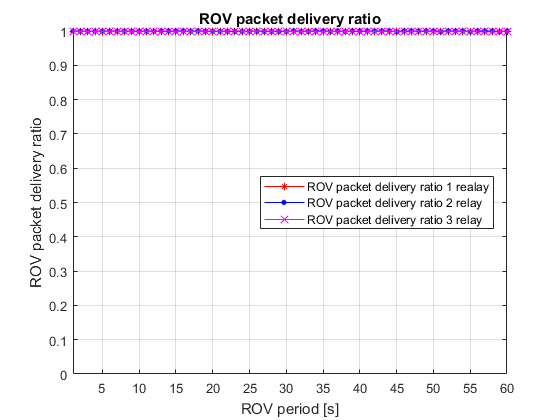 ROV packet delivery ratio
1
0.9
0.8
0.7
0.6
0.5
0.4
0.3
0.2
0.1
0
ROV packet delivery ratio
ROV packet delivery ratio 1 realay
ROV packet delivery ratio 2 relay
ROV packet delivery ratio 3 relay
5 10 15 20 25 30 35 40 45 50 55 60
ROV period [s]